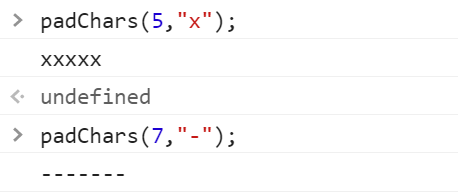 > padChars(5,"x");
xxxxx
<· undefined
> padChars(7,"-");
-------